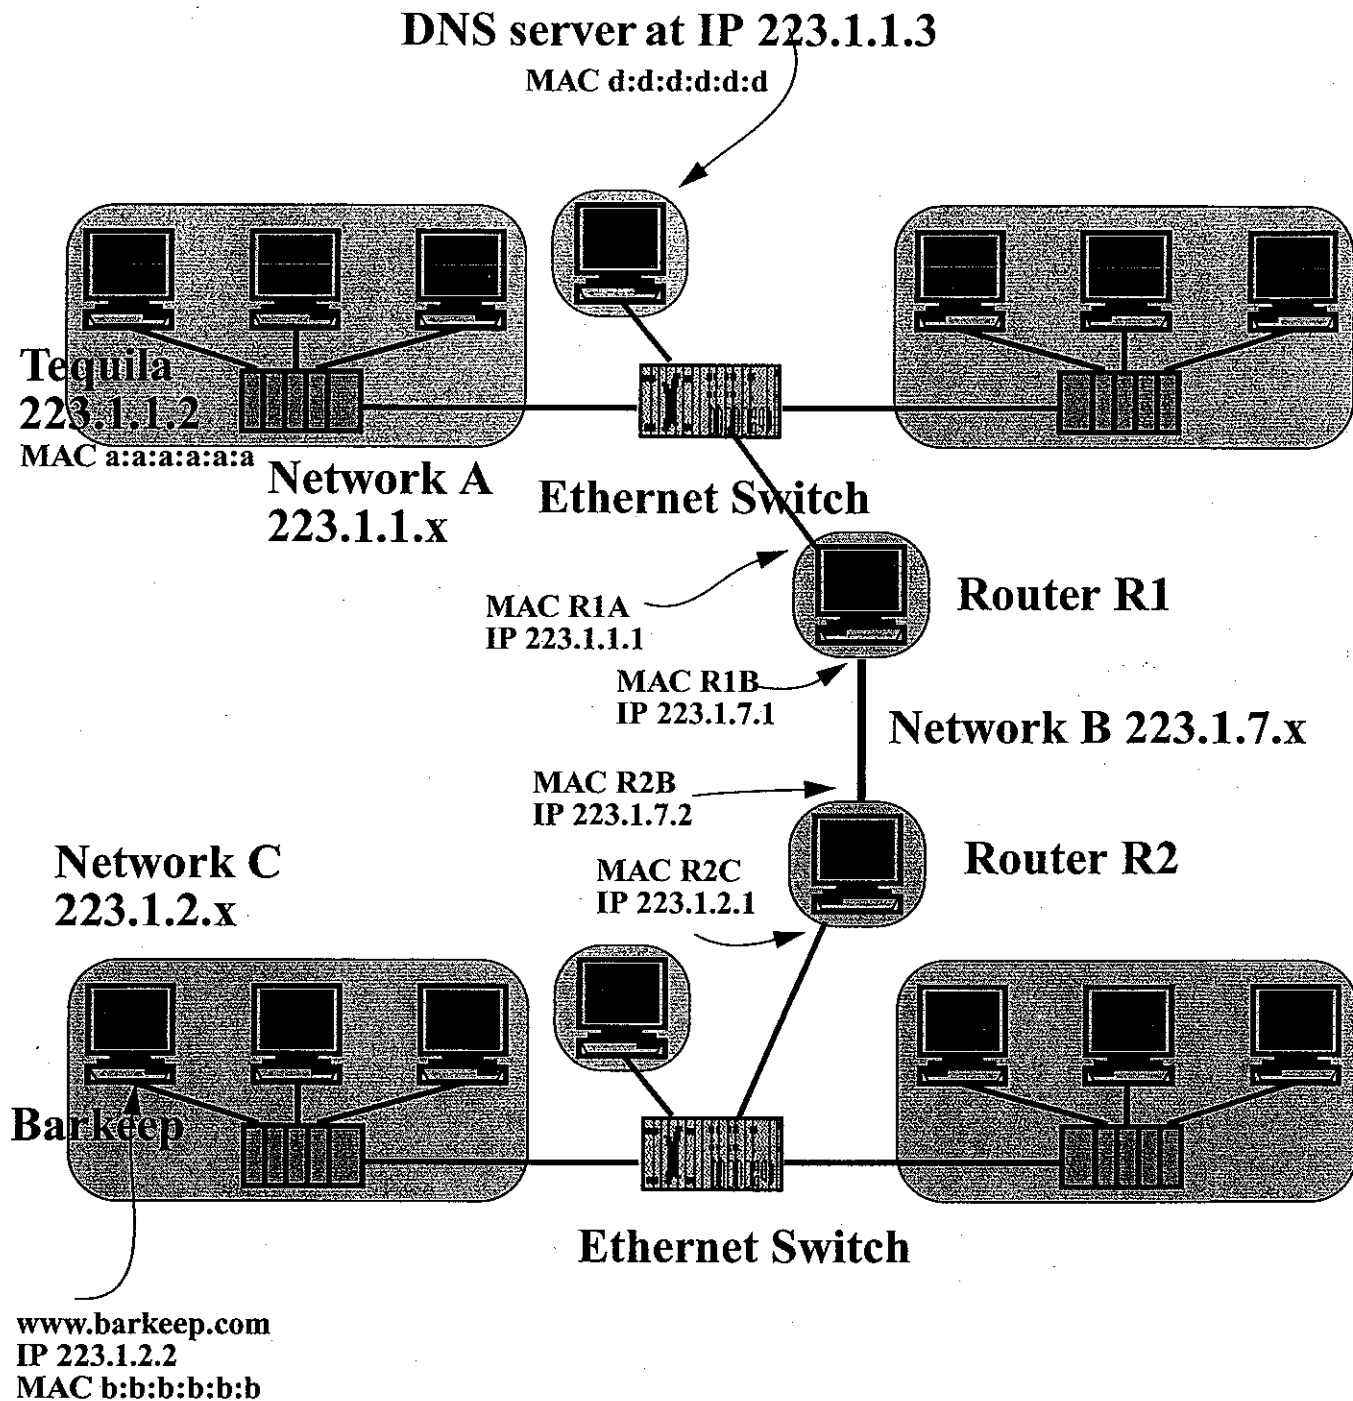 DNS server at IP 223.1.1.3
MAC d:d:d:d:d:d
Tequila
223.1.1.2
MAC a:a:a:a:a:a
Network A
223.1.1.x
Ethernet Switch
MAC R1A
IP 223.1.1.1
Router R1
MAC R1B
IP 223.1.7.1
Network B 223.1.7.x
MAC R2B
IP 223.1.7.2
Network C
223.1.2.x
MAC R2C
IP 223.1.2.1
Router R2
Barkeep
Ethernet Switch
www.barkeep.com
IP 223.1.2.2
MAC b:b:b:b:b:b